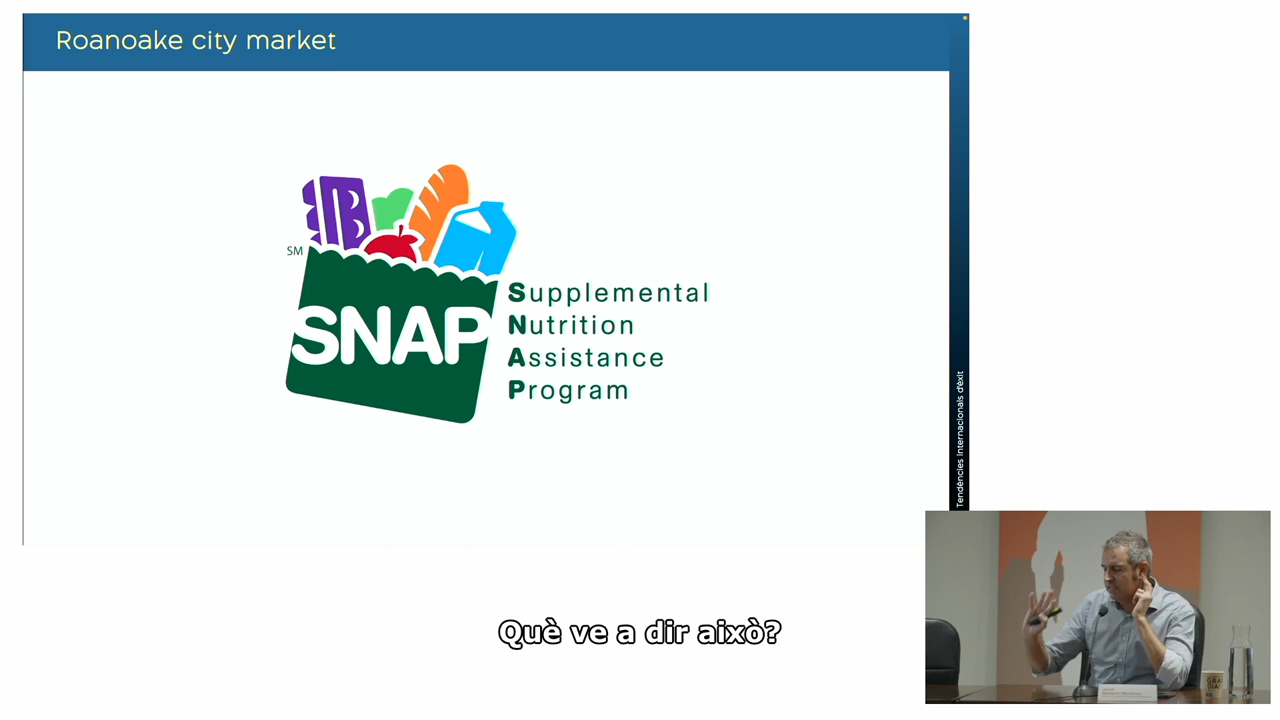 Roanoake city market
SM
SNAP
Supplemental
Nutrition
Assistance
Program
Tendències Internacionals d'èxit
Què ve a dir això?